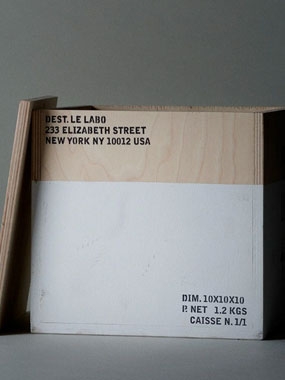 DEST. LE LABO
233 ELIZABETH STREET
NEW YORK NY 10012 USA
DIM. 10X10X10
P. NET 1.2 KGS
CAISSE N. 1/1